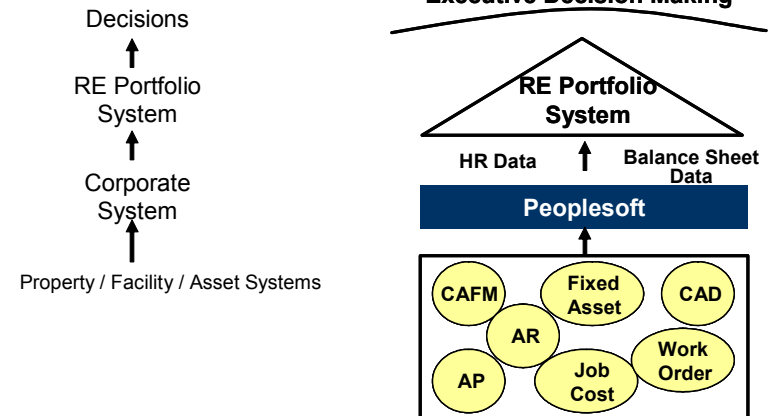 Decisions
RE Portfolio
System
Corporate
System
Property / Facility / Asset Systems
Executive Decision Making
RE Portfolio
System
HR Data
Balance Sheet
Data
Peoplesoft
CAFM
Fixed
Asset
CAD
AR
Work
Order
AP
Job
Cost